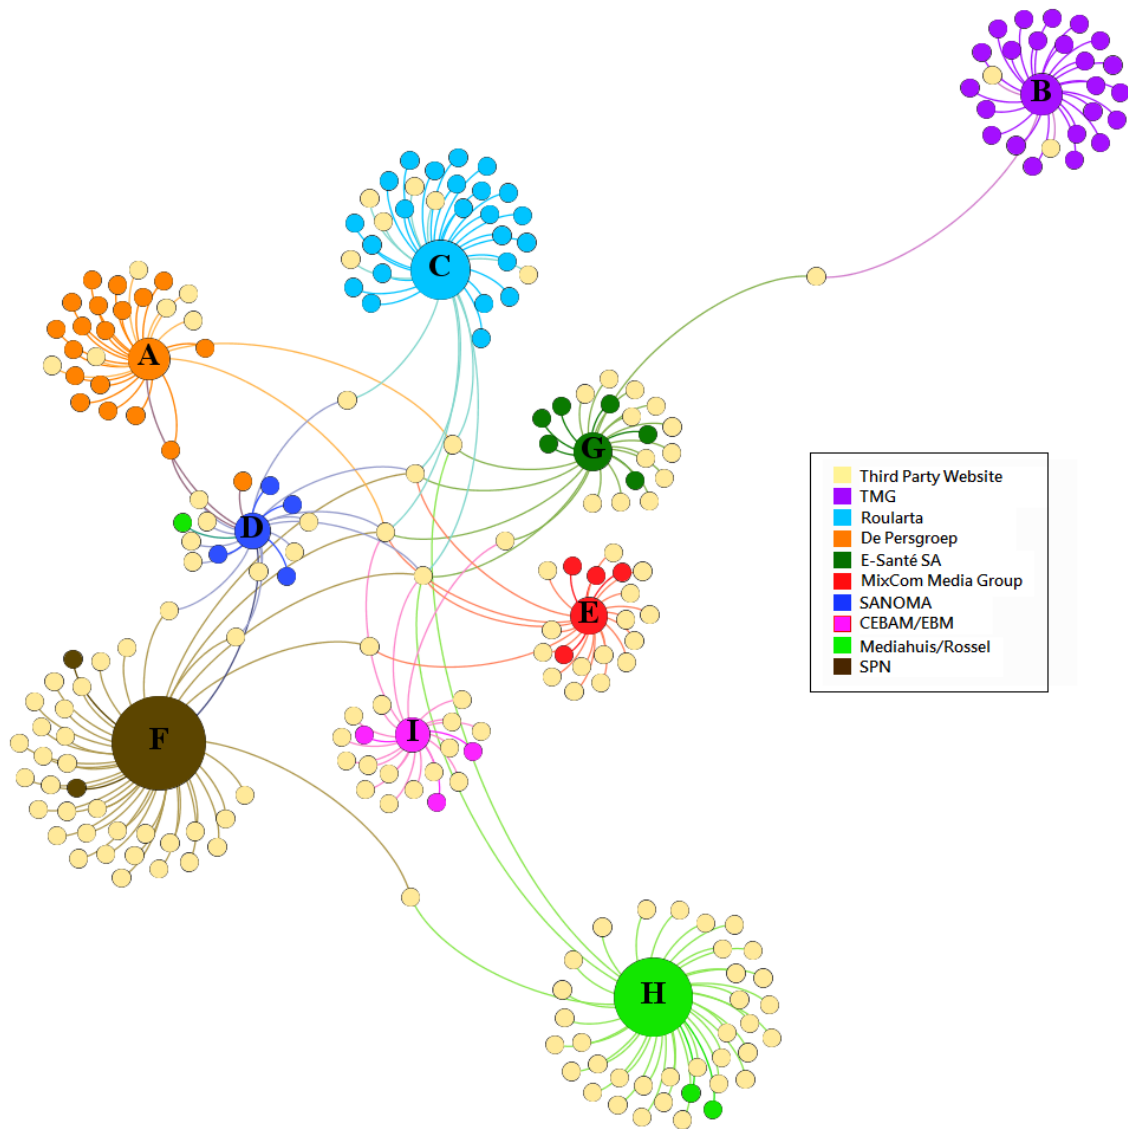 B
C
A
G
D
E
I
F
H
Third Party Website
TMG
Roularta
De Persgroep
E-Santé SA
MixCom Media Group
SANOMA
CEBAM/EBM
Mediahuis/Rossel
SPN